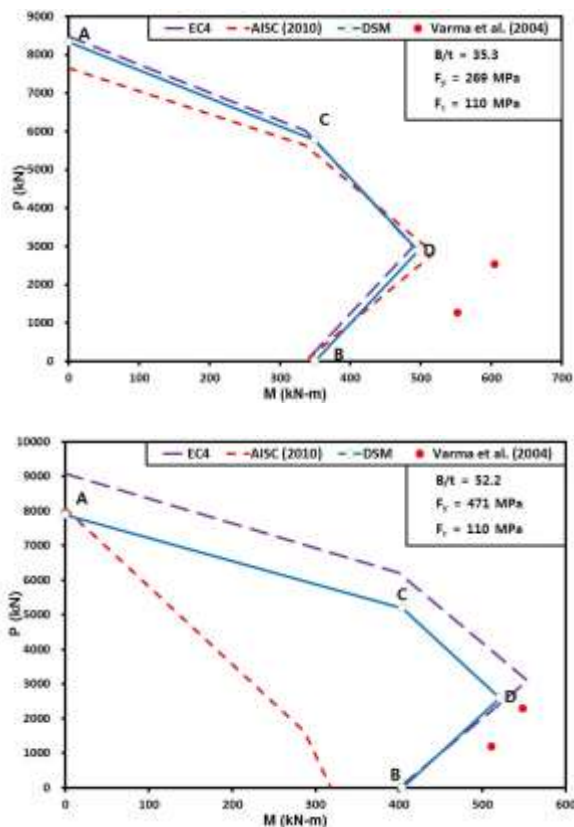 EC4 AISC (2010) DSM Varma et al. (2004)
B/t = 35.3
Fy = 269 MPa
Fc = 110 MPa
A
C
D
B
P (kN)
9000
8000
7000
6000
5000
4000
3000
2000
1000
0
0 100 200 300 400 500 600 700
M (kN-m)
EC4 AISC (2010) DSM Varma et al. (2004)
B/t = 52.2
Fy = 471 MPa
Fc = 110 MPa
A
C
D
B
P (kN)
10000
9000
8000
7000
6000
5000
4000
3000
2000
1000
0
0 100 200 300 400 500 600
M (kN-m)